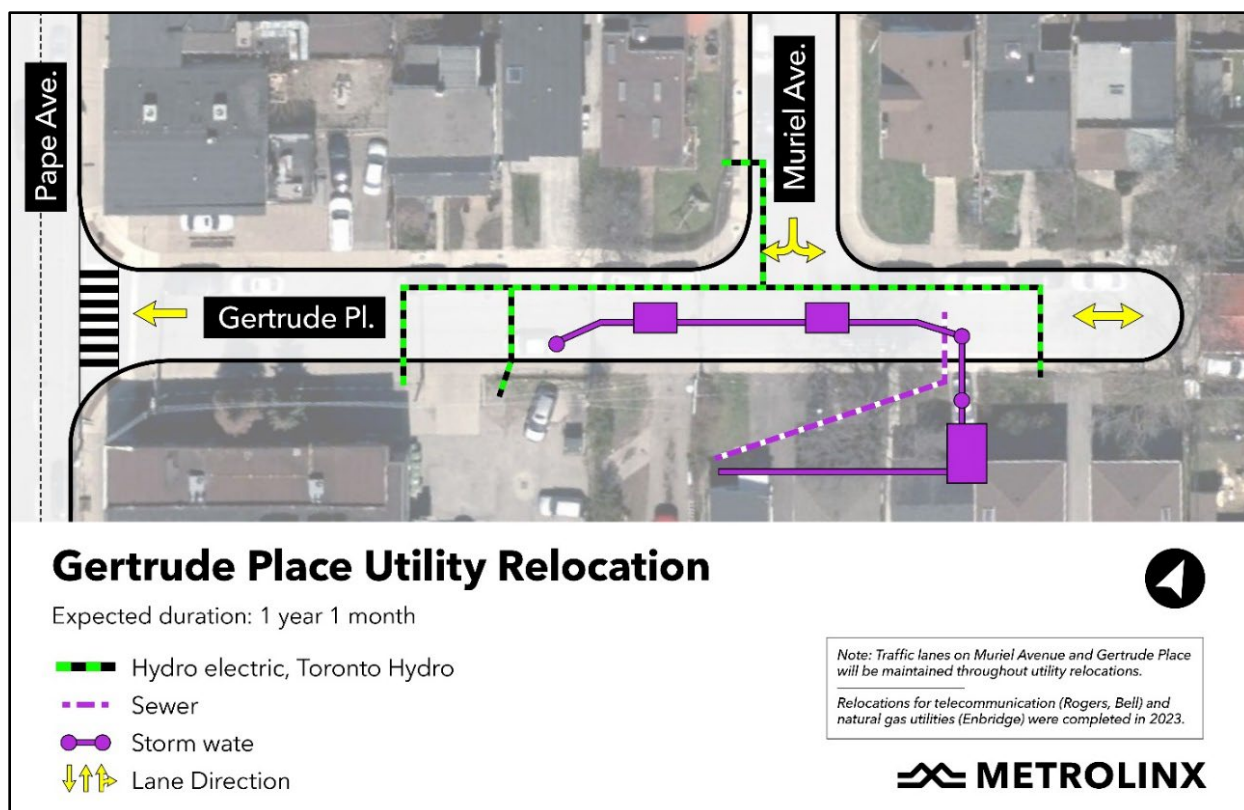 Pape Ave.
Muriel Ave.
Gertrude Pl.
Gertrude Place Utility Relocation
Expected duration: 1 year 1 month
Hydro electric, Toronto Hydro
Sewer
Storm wate
Lane Direction
Note: Traffic lanes on Muriel Avenue and Gertrude Place
will be maintained throughout utility relocations.
Relocations for telecommunication (Rogers, Bell) and
natural gas utilities (Enbridge) were completed in 2023.
METROLINX